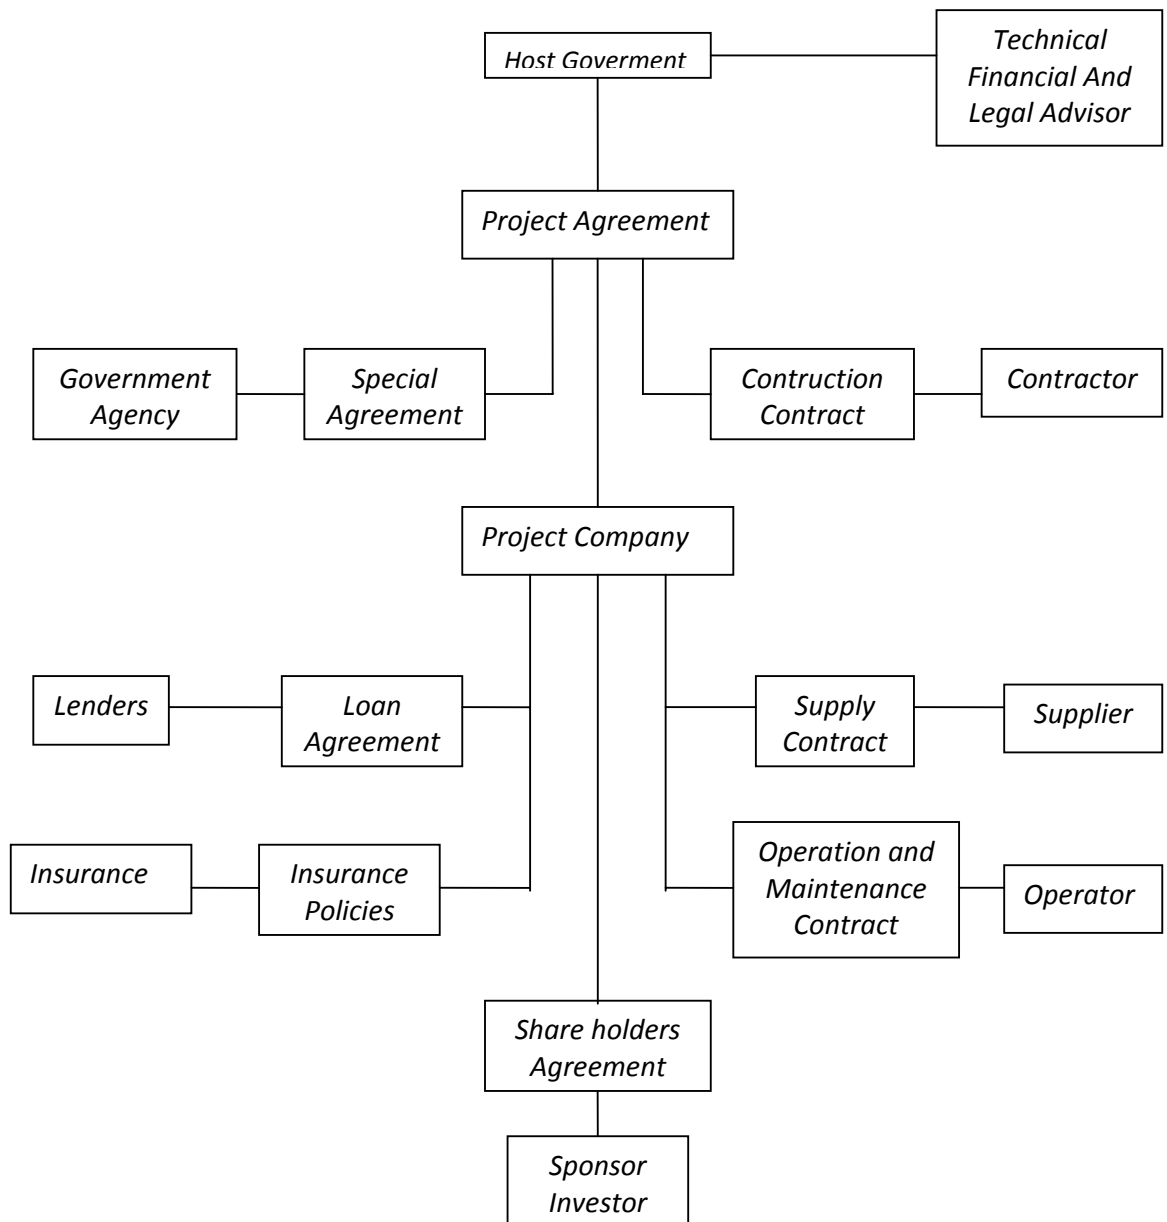 Host Goverment
Technical
Financial And
Legal Advisor
Project Agreement
Government
Agency
Special
Agreement
Contruction
Contract
Contractor
Project Company
Lenders
Loan
Agreement
Supply
Contract
Supplier
Insurance
Insurance
Policies
Operation and
Maintenance
Contract
Operator
Share holders
Agreement
Sponsor
Investor